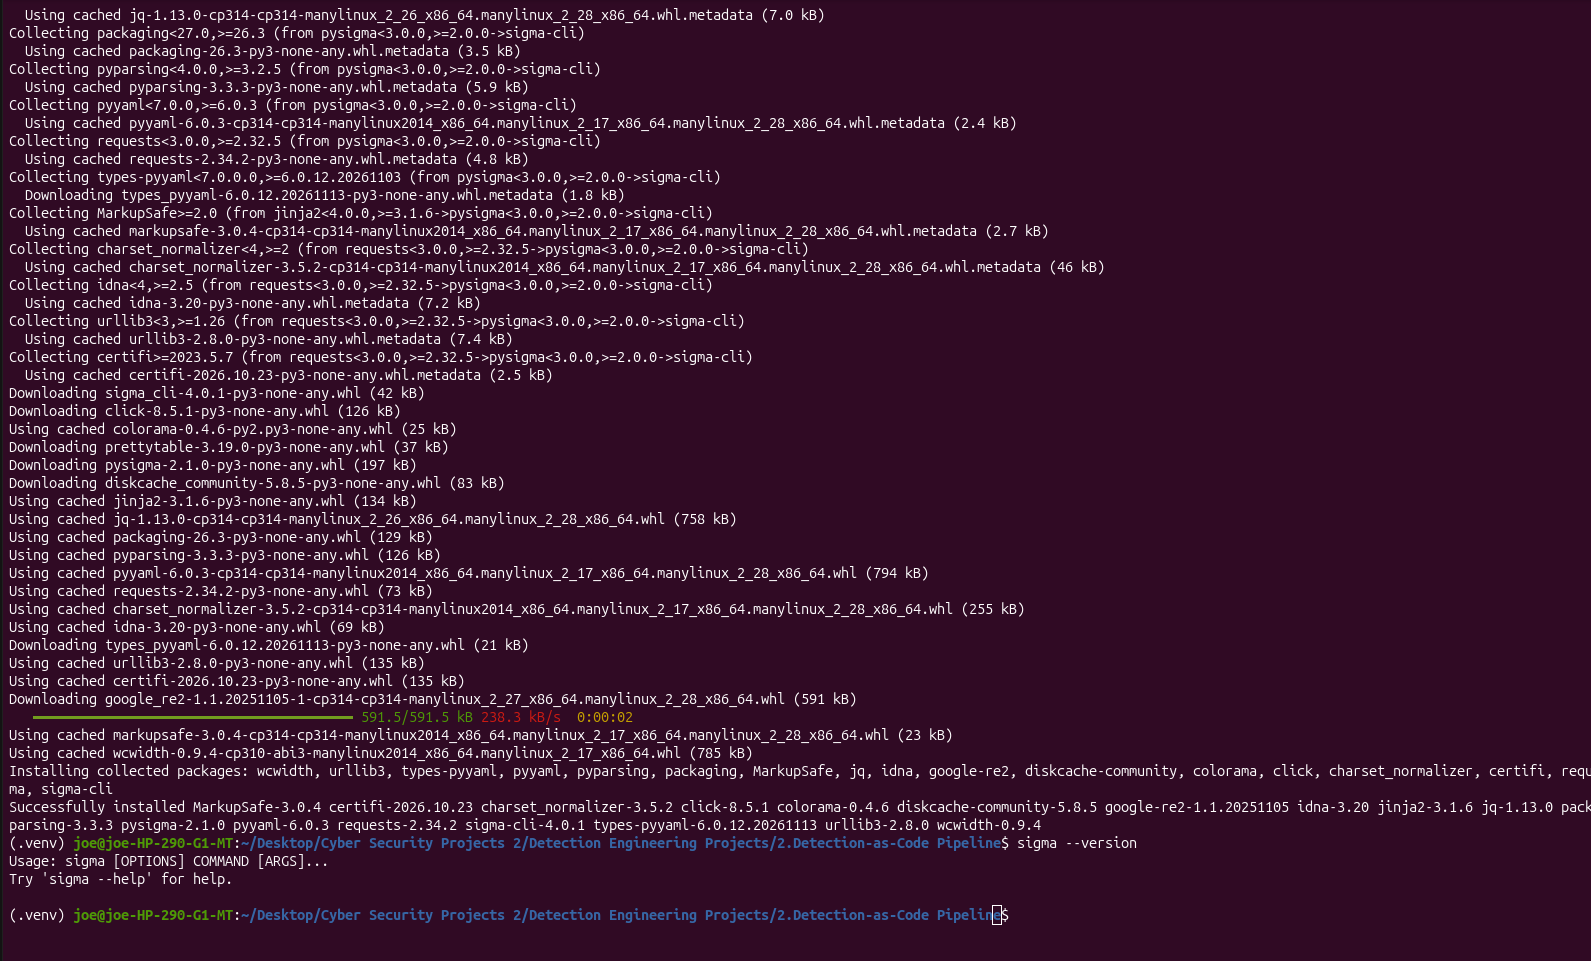 Using cached jq-1.13.0-cp314-cp314-manylinux_2_26_x86_64.manylinux_2_28_x86_64.whl.metadata (7.0 kB)
Collecting packaging<27.0,>=26.3 (from pysigma<3.0.0,>=2.0.0->sigma-cli)
Using cached packaging-26.3-py3-none-any.whl.metadata (3.5 kB)
Collecting pyparsing<4.0.0,>=3.2.5 (from pysigma<3.0.0,>=2.0.0->sigma-cli)
Using cached pyparsing-3.3.3-py3-none-any.whl.metadata (5.9 kB)
Collecting pyyaml<7.0.0,>=6.0.3 (from pysigma<3.0.0,>=2.0.0->sigma-cli)
Using cached pyyaml-6.0.3-cp314-cp314-manylinux2014_x86_64.manylinux_2_17_x86_64.manylinux_2_28_x86_64.whl.metadata (2.4 kB)
Collecting requests<3.0.0,>=2.32.5 (from pysigma<3.0.0,>=2.0.0->sigma-cli)
Using cached requests-2.34.2-py3-none-any.whl.metadata (4.8 kB)
Collecting types-pyyaml<7.0.0.0,>=6.0.12.20261103 (from pysigma<3.0.0,>=2.0.0->sigma-cli)
Downloading types_pyyaml-6.0.12.20261113-py3-none-any.whl.metadata (1.8 kB)
Collecting MarkupSafe>=2.0 (from jinja2<4.0.0,>=3.1.6->pysigma<3.0.0,>=2.0.0->sigma-cli)
Using cached markupsafe-3.0.4-cp314-cp314-manylinux2014_x86_64.manylinux_2_17_x86_64.manylinux_2_28_x86_64.whl.metadata (2.7 kB)
Collecting charset_normalizer<4,>=2 (from requests<3.0.0,>=2.32.5->pysigma<3.0.0,>=2.0.0->sigma-cli)
Using cached charset_normalizer-3.5.2-cp314-cp314-manylinux2014_x86_64.manylinux_2_17_x86_64.manylinux_2_28_x86_64.whl.metadata (46 kB)
Collecting idna<4,>=2.5 (from requests<3.0.0,>=2.32.5->pysigma<3.0.0,>=2.0.0->sigma-cli)
Using cached idna-3.20-py3-none-any.whl.metadata (7.2 kB)
Collecting urllib3<3,>=1.26 (from requests<3.0.0,>=2.32.5->pysigma<3.0.0,>=2.0.0->sigma-cli)
Using cached urllib3-2.8.0-py3-none-any.whl.metadata (7.4 kB)
Collecting certifi>=2023.5.7 (from requests<3.0.0,>=2.32.5->pysigma<3.0.0,>=2.0.0->sigma-cli)
Using cached certifi-2026.10.23-py3-none-any.whl.metadata (2.5 kB)
Downloading sigma_cli-4.0.1-py3-none-any.whl (42 kB)
Downloading click-8.5.1-py3-none-any.whl (126 kB)
Using cached colorama-0.4.6-py2.py3-none-any.whl (25 kB)
Downloading prettytable-3.19.0-py3-none-any.whl (37 kB)
Downloading pysigma-2.1.0-py3-none-any.whl (197 kB)
Downloading diskcache_community-5.8.5-py3-none-any.whl (83 kB)
Using cached jinja2-3.1.6-py3-none-any.whl (134 kB)
Using cached jq-1.13.0-cp314-cp314-manylinux_2_26_x86_64.manylinux_2_28_x86_64.whl (758 kB)
Using cached packaging-26.3-py3-none-any.whl (129 kB)
Using cached pyparsing-3.3.3-py3-none-any.whl (126 kB)
Using cached pyyaml-6.0.3-cp314-cp314-manylinux2014_x86_64.manylinux_2_17_x86_64.manylinux_2_28_x86_64.whl (794 kB)
Using cached requests-2.34.2-py3-none-any.whl (73 kB)
Using cached charset_normalizer-3.5.2-cp314-cp314-manylinux2014_x86_64.manylinux_2_17_x86_64.manylinux_2_28_x86_64.whl (255 kB)
Using cached idna-3.20-py3-none-any.whl (69 kB)
Downloading types_pyyaml-6.0.12.20261113-py3-none-any.whl (21 kB)
Using cached urllib3-2.8.0-py3-none-any.whl (135 kB)
Using cached certifi-2026.10.23-py3-none-any.whl (135 kB)
Downloading google_re2-1.1.20251105-1-cp314-cp314-manylinux_2_27_x86_64.manylinux_2_28_x86_64.whl (591 kB)
591.5/591.5 kB 238.3 kB/s 0:00:02
Using cached markupsafe-3.0.4-cp314-cp314-manylinux2014_x86_64.manylinux_2_17_x86_64.manylinux_2_28_x86_64.whl (23 kB)
Using cached wcwidth-0.9.4-cp310-abi3-manylinux2014_x86_64.manylinux_2_17_x86_64.whl (785 kB)
Installing collected packages: wcwidth, urllib3, types-pyyaml, pyyaml, pyparsing, packaging, MarkupSafe, jq, idna, google-re2, diskcache-community, colorama, click, charset_normalizer, certifi, requ
ma, sigma-cli
Successfully installed MarkupSafe-3.0.4 certifi-2026.10.23 charset_normalizer-3.5.2 click-8.5.1 colorama-0.4.6 diskcache-community-5.8.5 google-re2-1.1.20251105 idna-3.20 jinja2-3.1.6 jq-1.13.0 pack
parsing-3.3.3 pysigma-2.1.0 pyyaml-6.0.3 requests-2.34.2 sigma-cli-4.0.1 types-pyyaml-6.0.12.20261113 urllib3-2.8.0 wcwidth-0.9.4
(.venv) joe@joe-HP-290-G1-MT:~/Desktop/Cyber Security Projects 2/Detection Engineering Projects/2.Detection-as-Code Pipeline$ sigma --version
Usage: sigma [OPTIONS] COMMAND [ARGS]...
Try 'sigma --help' for help.
(.venv) joe@joe-HP-290-G1-MT:~/Desktop/Cyber Security Projects 2/Detection Engineering Projects/2.Detection-as-Code Pipeline$